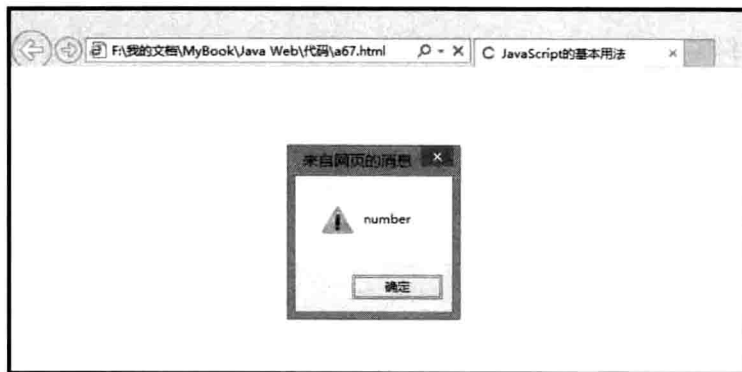 F:\我的文档\MyBook\Java Web\代码\a67.html
JavaScript的基本用法
来自网页的消息
number
确定